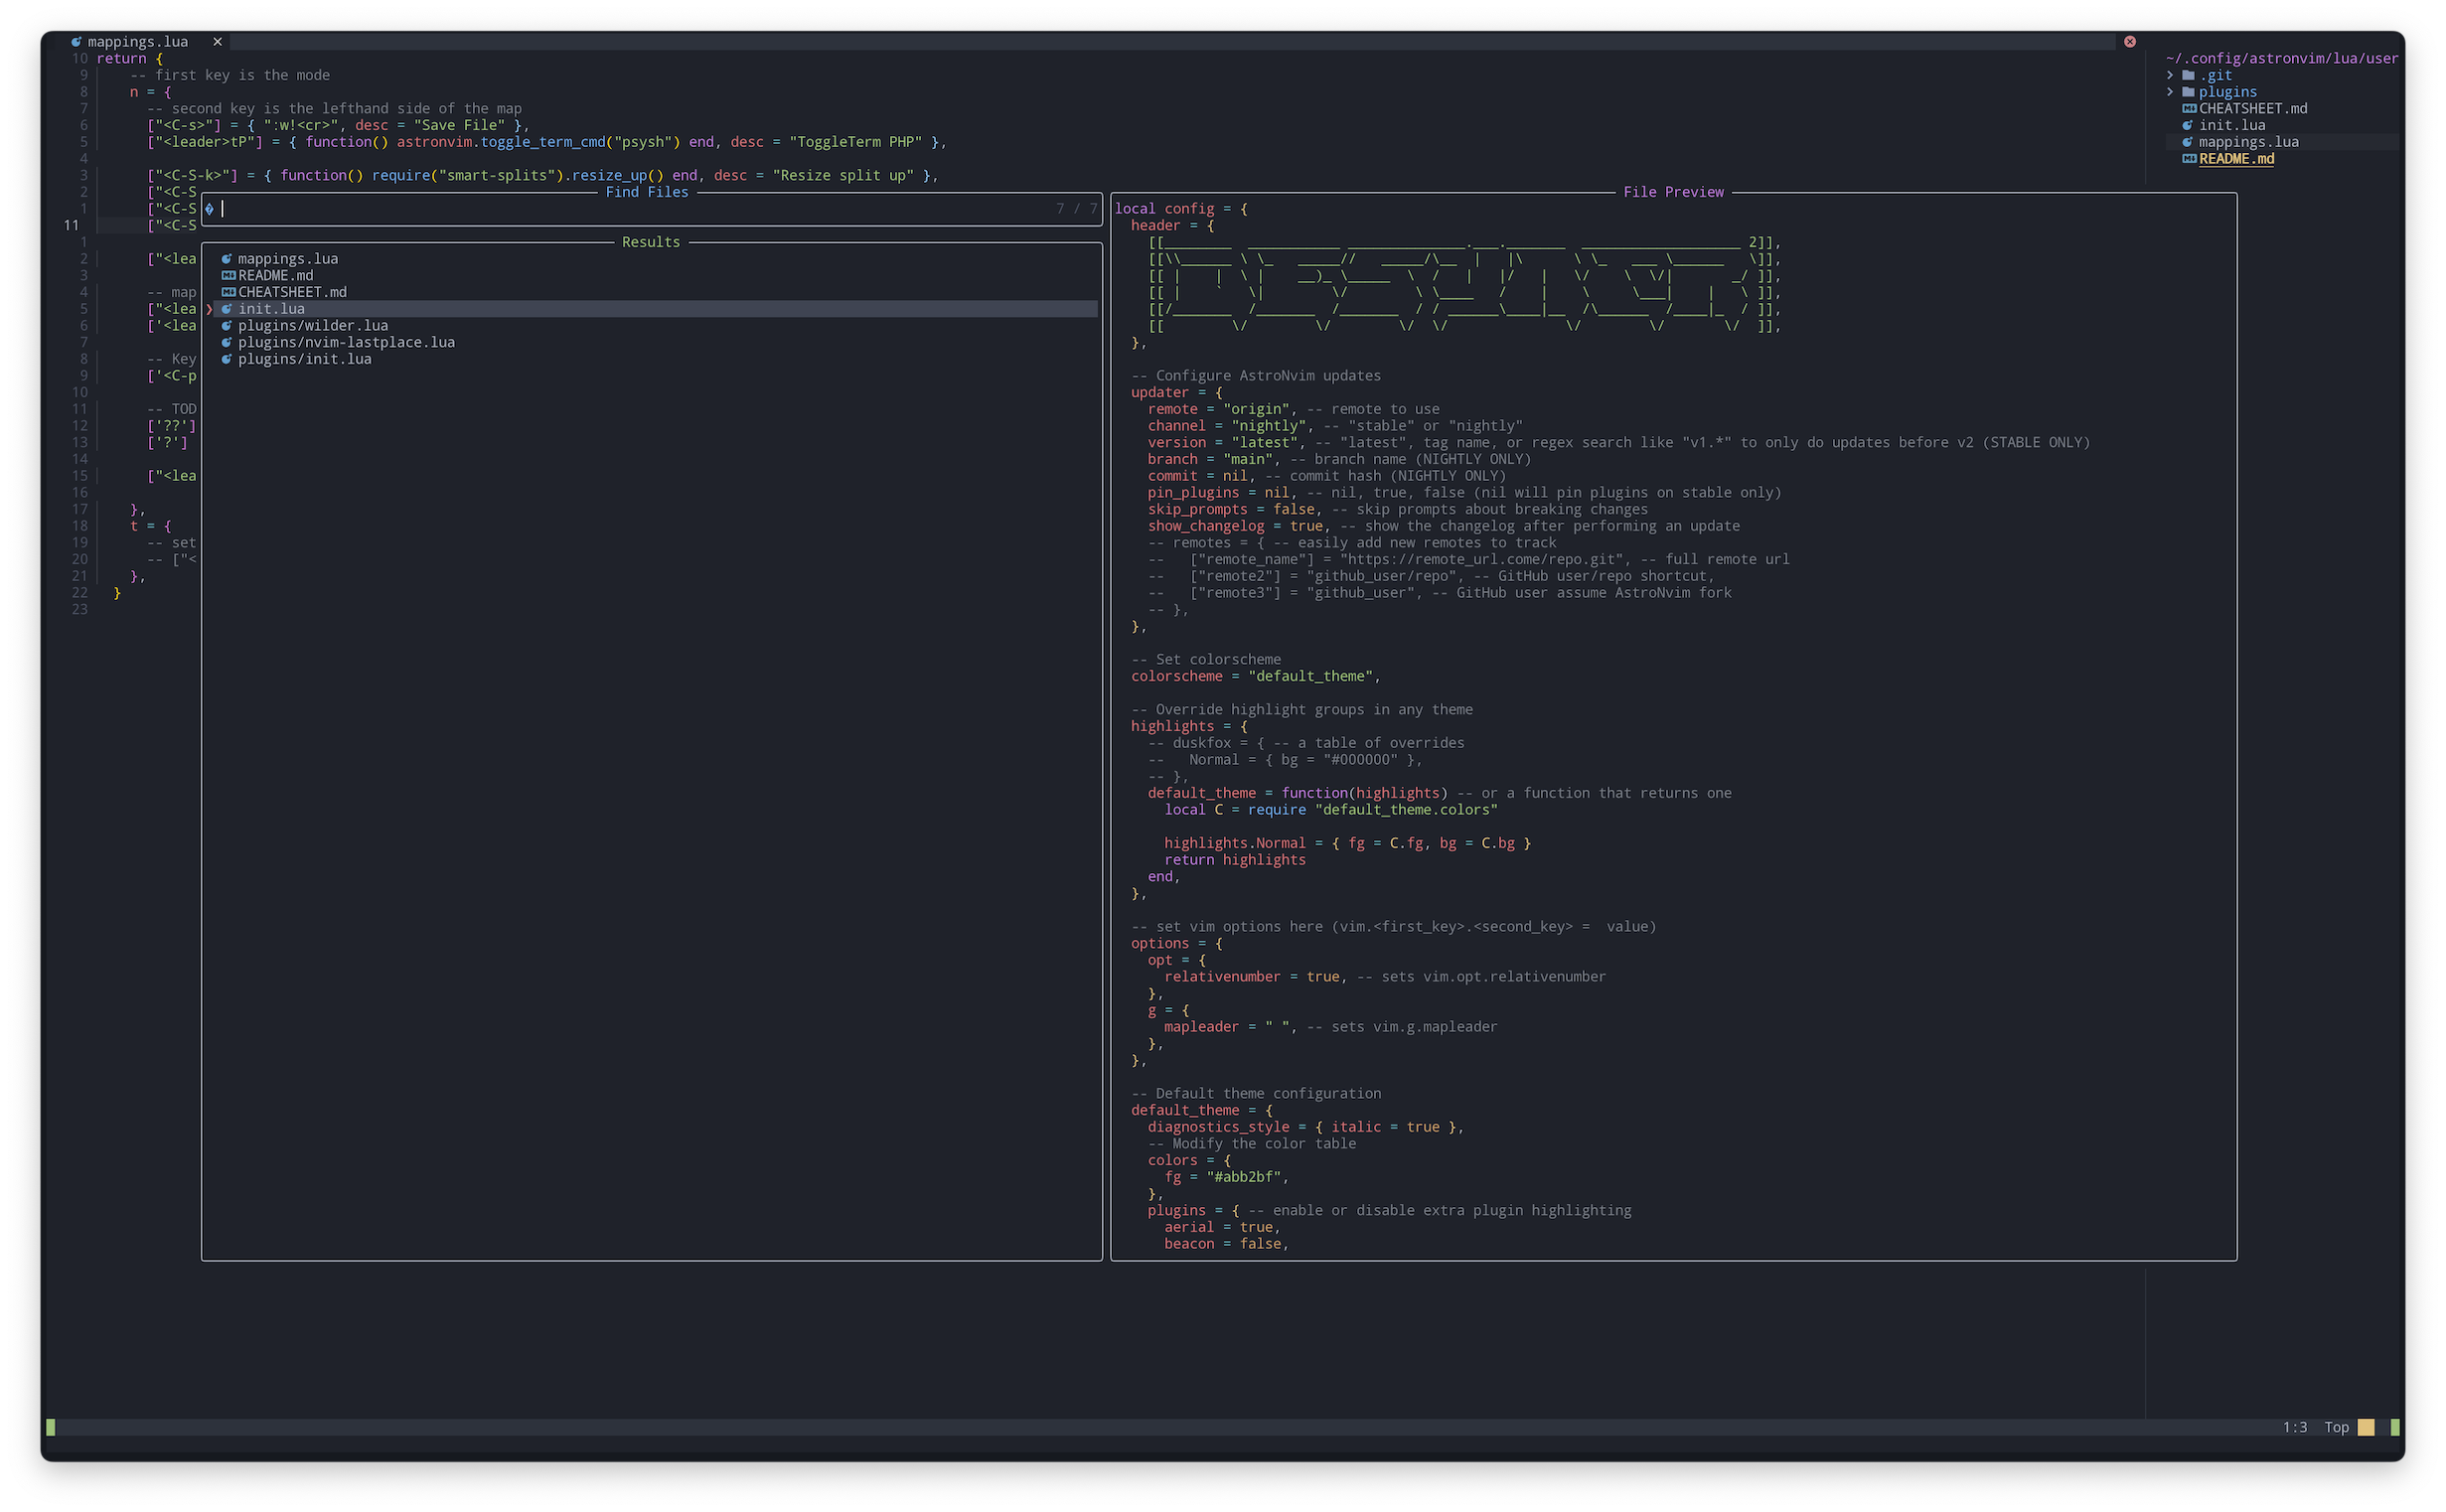 mappings.lua ✕
10 return {
9 -- first key is the mode
8 n = {
7 -- second key is the lefthand side of the map
6 ["<C-s>"] = { ":w!<cr>", desc = "Save File" },
5 ["<leader>tP"] = { function() astronvim.toggle_term_cmd("psysh") end, desc = "ToggleTerm PHP" },
4
3 ["<C-S-k>"] = { function() require("smart-splits").resize_up() end, desc = "Resize split up" },
2 ["<C-S
1 ["<C-S
11 ["<C-S
1
2 ["<lea
3
4 -- map
5 ["<lea
6 ['<lea
7
8 -- Key
9 ['<C-p
10
11 -- TOD
12 ['??']
13 ['?']
14
15 ["<lea
16
17 },
18 t = {
19 -- set
20 -- ["<
21 },
22 }
23
Find Files
7 / 7
Results
mappings.lua
README.md
CHEATSHEET.md
init.lua
plugins/wilder.lua
plugins/nvim-lastplace.lua
plugins/init.lua
File Preview
local config = {
  header = {
    [[________  ___________ ______________.___._______  ___________________ 2]],
    [[\\______ \ \_   _____//   _____/\__  |   |\      \ \_   ___ \______   \]],
    [[ |    |  \ |    __)_ \_____  \  /   |   |/   |   \/    \  \/|       _/ ]],
    [[ |    `   \|        \/        \ \____   /    |    \     \___|    |   \ ]],
    [[/_______  /_______  /_______  / / ______\____|__  /\______  /____|_  / ]],
    [[        \/        \/        \/  \/              \/        \/       \/  ]],
  },
  -- Configure AstroNvim updates
  updater = {
    remote = "origin", -- remote to use
    channel = "nightly", -- "stable" or "nightly"
    version = "latest", -- "latest", tag name, or regex search like "v1.*" to only do updates before v2 (STABLE ONLY)
    branch = "main", -- branch name (NIGHTLY ONLY)
    commit = nil, -- commit hash (NIGHTLY ONLY)
    pin_plugins = nil, -- nil, true, false (nil will pin plugins on stable only)
    skip_prompts = false, -- skip prompts about breaking changes
    show_changelog = true, -- show the changelog after performing an update
    -- remotes = { -- easily add new remotes to track
    --   ["remote_name"] = "https://remote_url.come/repo.git", -- full remote url
    --   ["remote2"] = "github_user/repo", -- GitHub user/repo shortcut,
    --   ["remote3"] = "github_user", -- GitHub user assume AstroNvim fork
    -- },
  },
  -- Set colorscheme
  colorscheme = "default_theme",
  -- Override highlight groups in any theme
  highlights = {
    -- duskfox = { -- a table of overrides
    --   Normal = { bg = "#000000" },
    -- },
    default_theme = function(highlights) -- or a function that returns one
      local C = require "default_theme.colors"
      highlights.Normal = { fg = C.fg, bg = C.bg }
      return highlights
    end,
  },
  -- set vim options here (vim.<first_key>.<second_key> =  value)
  options = {
    opt = {
      relativenumber = true, -- sets vim.opt.relativenumber
    },
    g = {
      mapleader = " ", -- sets vim.g.mapleader
    },
  },
  -- Default theme configuration
  default_theme = {
    diagnostics_style = { italic = true },
    -- Modify the color table
    colors = {
      fg = "#abb2bf",
    },
    plugins = { -- enable or disable extra plugin highlighting
      aerial = true,
      beacon = false,
~/.config/astronvim/lua/user
.git
plugins
CHEATSHEET.md
init.lua
mappings.lua
README.md
1:3 Top